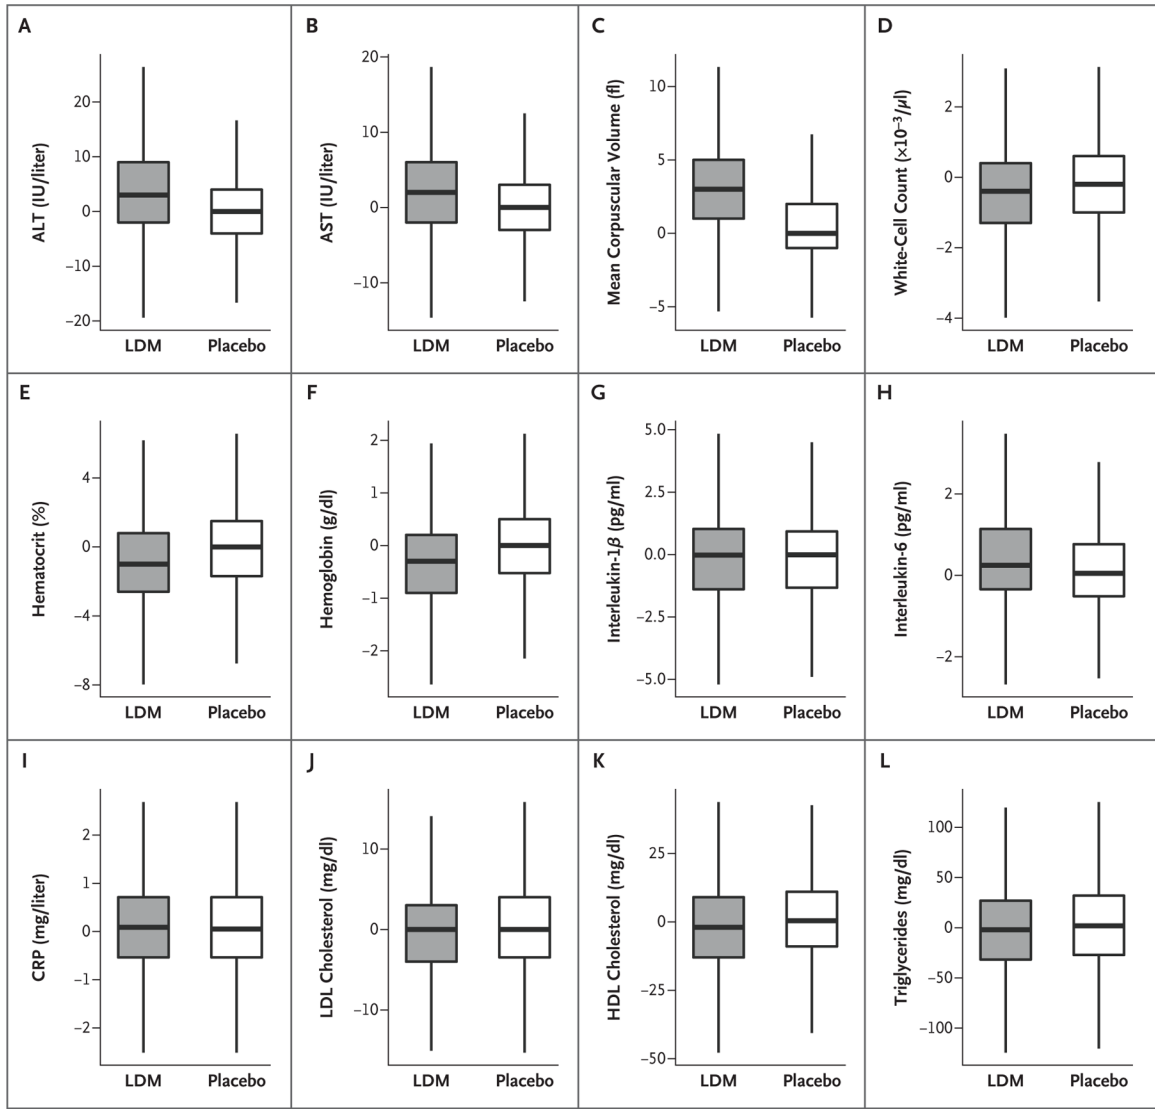 A
ALT (IU/liter)
20
10
0
−10
−20
LDM
Placebo
B
AST (IU/liter)
20
10
0
−10
LDM
Placebo
C
Mean Corpuscular Volume (fl)
10
5
0
−5
LDM
Placebo
D
White-Cell Count (×10⁻³/μl)
2
0
−2
−4
LDM
Placebo
E
Hematocrit (%)
4
0
−4
−8
LDM
Placebo
F
Hemoglobin (g/dl)
2
1
0
−1
−2
LDM
Placebo
G
Interleukin-1β (pg/ml)
5.0
2.5
0.0
−2.5
−5.0
LDM
Placebo
H
Interleukin-6 (pg/ml)
2
0
−2
LDM
Placebo
I
CRP (mg/liter)
2
1
0
−1
−2
LDM
Placebo
J
LDL Cholesterol (mg/dl)
10
0
−10
LDM
Placebo
K
HDL Cholesterol (mg/dl)
25
0
−25
−50
LDM
Placebo
L
Triglycerides (mg/dl)
100
50
0
−50
−100
LDM
Placebo